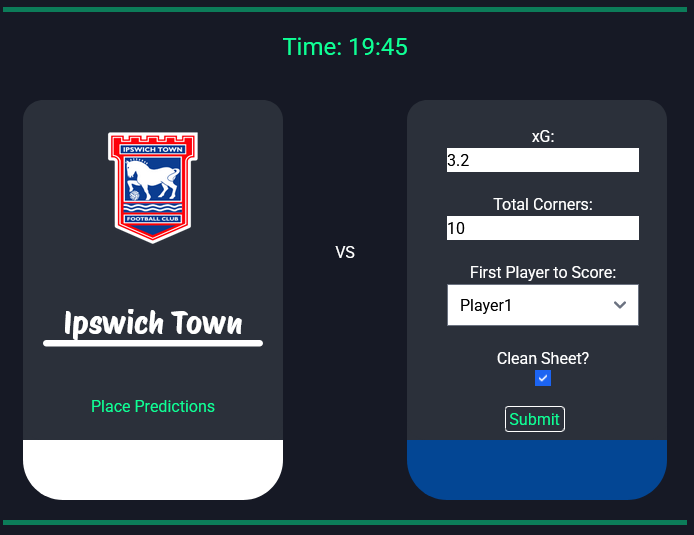 Time: 19:45
IPSWICH TOWN
FOOTBALL CLUB
Ipswich Town
Place Predictions
VS
xG:
3.2
Total Corners:
10
First Player to Score:
Player1
Clean Sheet?
Submit